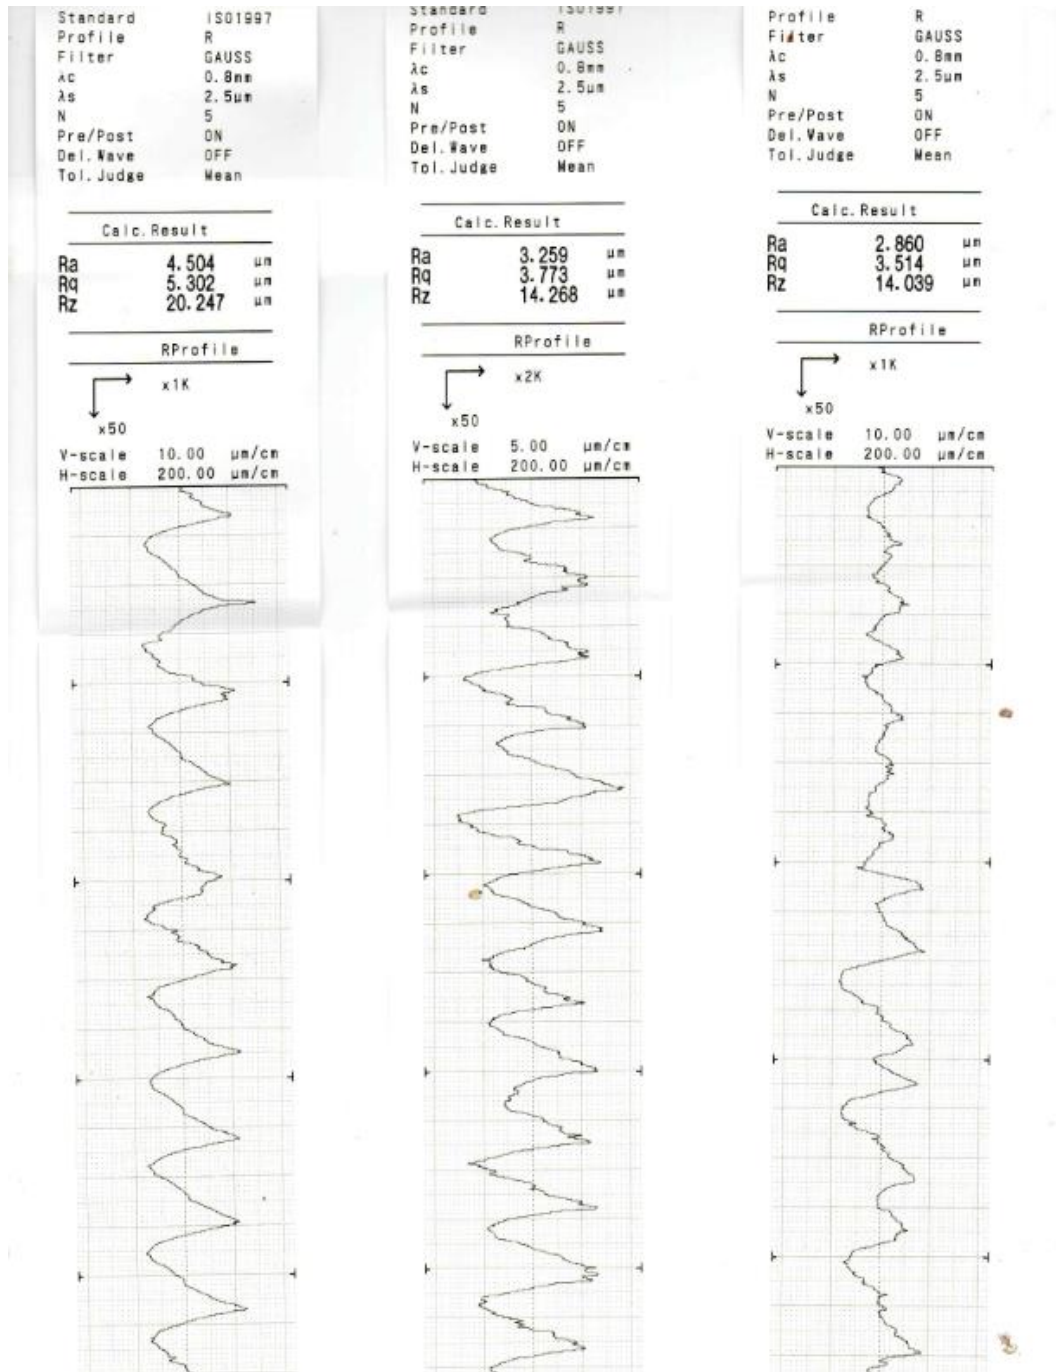 Standard ISO1997
Profile R
Filter GAUSS
λc 0.8mm
λs 2.5μm
N 5
Pre/Post ON
Del.Wave OFF
Tol.Judge Mean
Calc.Result
Ra 4.504 μm
Rq 5.302 μm
Rz 20.247 μm
RProfile
x1K
x50
V-scale 10.00 μm/cm
H-scale 200.00 μm/cm
Standard ISO1997
Profile R
Filter GAUSS
λc 0.8mm
λs 2.5μm
N 5
Pre/Post ON
Del.Wave OFF
Tol.Judge Mean
Calc.Result
Ra 3.259 μm
Rq 3.773 μm
Rz 14.268 μm
RProfile
x2K
x50
V-scale 5.00 μm/cm
H-scale 200.00 μm/cm
Profile R
Filter GAUSS
λc 0.8mm
λs 2.5μm
N 5
Pre/Post ON
Del.Wave OFF
Tol.Judge Mean
Calc.Result
Ra 2.860 μm
Rq 3.514 μm
Rz 14.039 μm
RProfile
x1K
x50
V-scale 10.00 μm/cm
H-scale 200.00 μm/cm